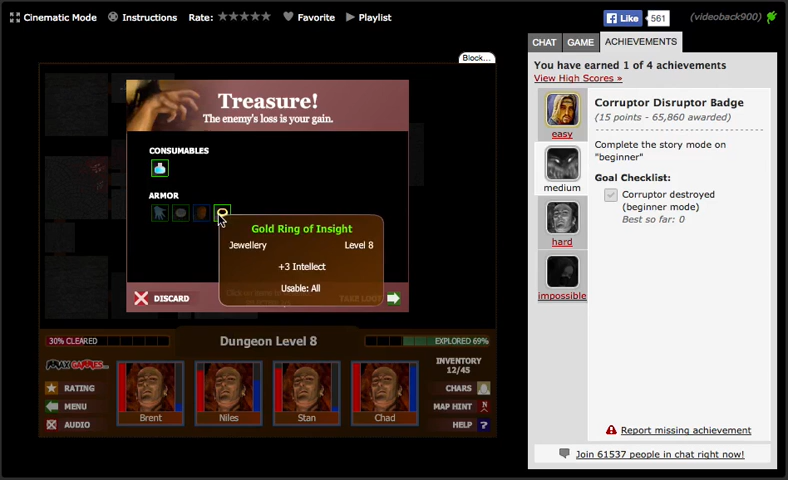 Cinematic Mode
Instructions
Rate:
Favorite
Playlist
Like
561
(videoback900)
Block...
Treasure!
The enemy's loss is your gain.
CONSUMABLES
ARMOR
Gold Ring of Insight
Jewellery Level 8
+3 Intellect
Usable: All
DISCARD
TAKE LOOT
30% CLEARED
Dungeon Level 8
EXPLORED 69%
MAX GAMES
RATING
MENU
AUDIO
Brent
Niles
Stan
Chad
INVENTORY
12/45
CHARS
MAP HINT
N
HELP
?
CHAT
GAME
ACHIEVEMENTS
You have earned 1 of 4 achievements
View High Scores »
easy
medium
hard
impossible
Corruptor Disruptor Badge
(15 points - 65,860 awarded)
Complete the story mode on
"beginner"
Goal Checklist:
Corruptor destroyed
(beginner mode)
Best so far: 0
Report missing achievement
Join 61537 people in chat right now!